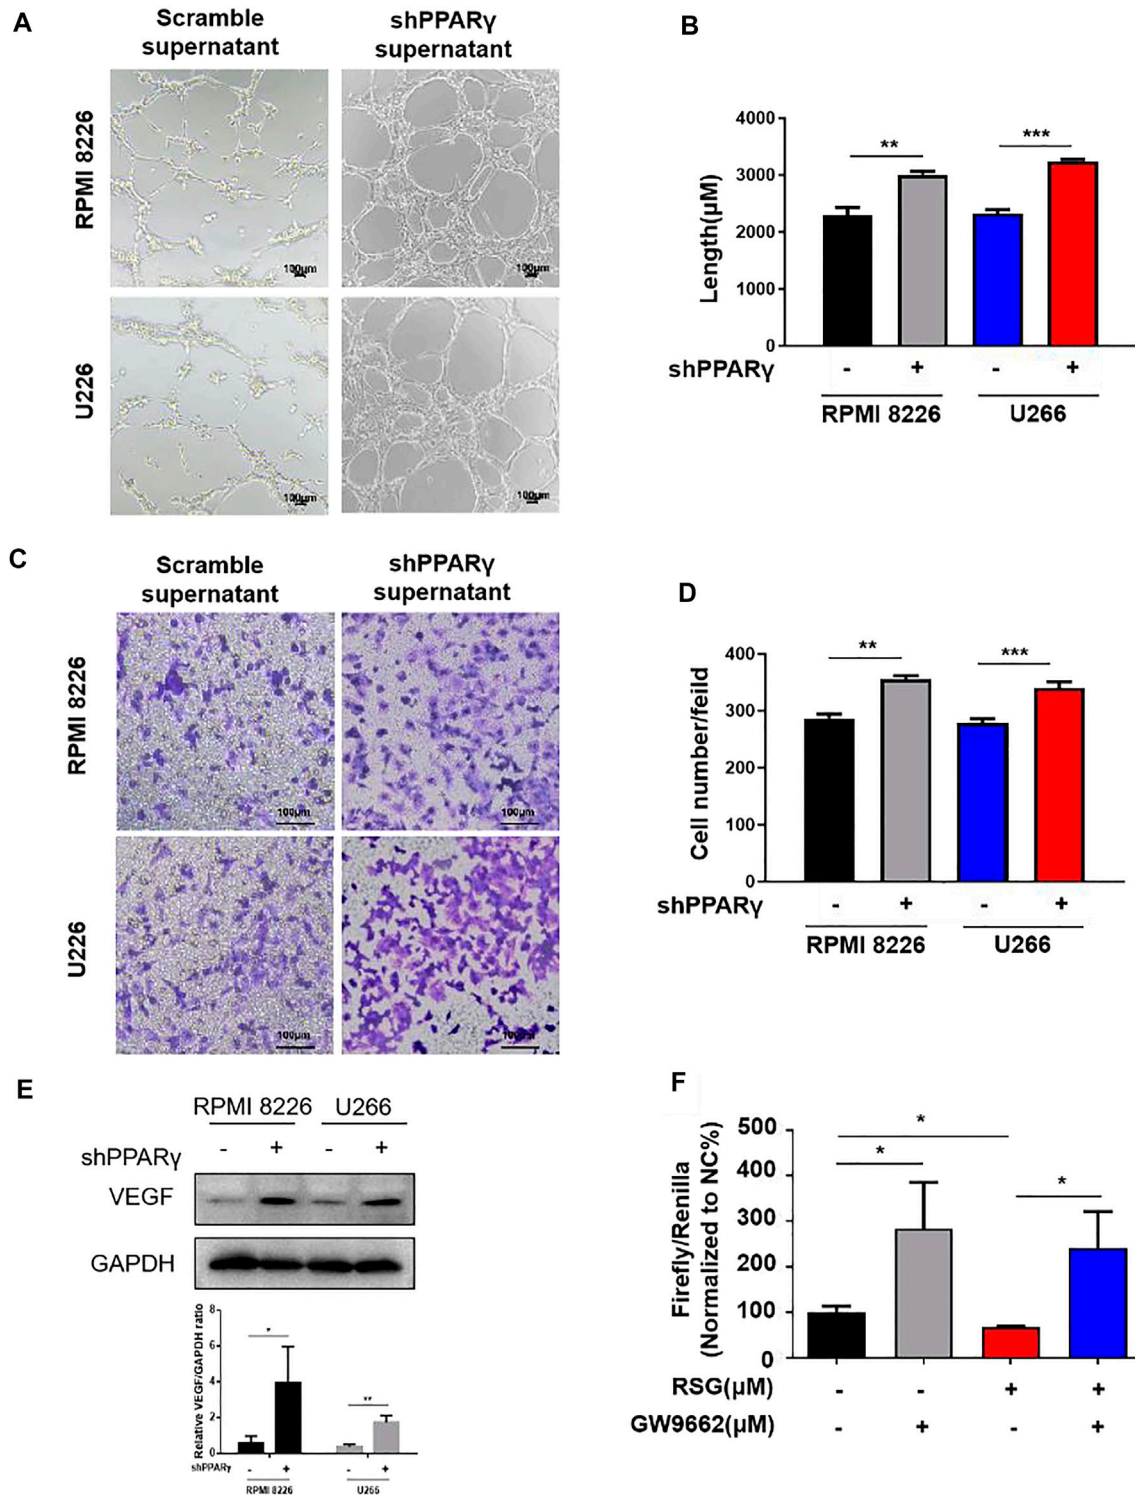 A
Scramble
supernatant
shPPARγ
supernatant
RPMI 8226
100µm
100µm
U226
100µm
100µm
B
4000
3000
2000
1000
0
Length(µM)
**
***
shPPARγ
-
+
-
+
RPMI 8226
U266
C
Scramble
supernatant
shPPARγ
supernatant
RPMI 8226
100µm
100µm
U226
100µm
100µm
D
400
300
200
100
0
Cell number/feild
**
***
shPPARγ
-
+
-
+
RPMI 8226
U266
E
RPMI 8226
U266
shPPARγ
-
+
-
+
VEGF
GAPDH
Relative VEGF/GAPDH ratio
8
6
4
2
0
*
**
shPPARγ
-
+
-
+
RPMI 8226
U266
F
Firefly/Renilla
(Normalized to NC%)
500
400
300
200
100
0
*
*
*
RSG(µM)
-
-
+
+
GW9662(µM)
-
+
-
+